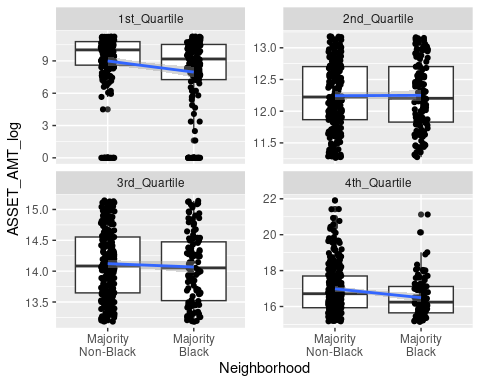 1st_Quartile
2nd_Quartile
9
6
3
0
13.0
12.5
12.0
11.5
ASSET_AMT_log
3rd_Quartile
4th_Quartile
15.0
14.5
14.0
13.5
22
20
18
16
Majority
Non-Black
Majority
Black
Majority
Non-Black
Majority
Black
Neighborhood